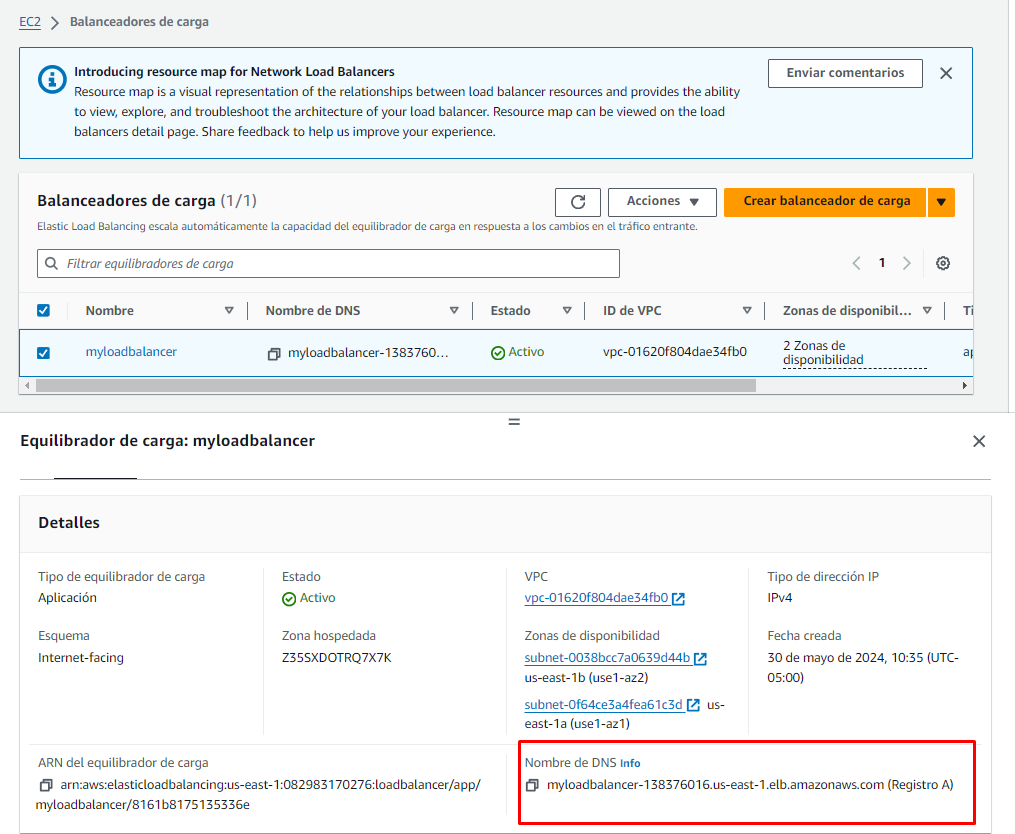 EC2 > Balanceadores de carga
Introducing resource map for Network Load Balancers
Resource map is a visual representation of the relationships between load balancer resources and provides the ability
to view, explore, and troubleshoot the architecture of your load balancer. Resource map can be viewed on the load
balancers detail page. Share feedback to help us improve your experience.
Enviar comentarios
Balanceadores de carga (1/1)
Acciones
Crear balanceador de carga
Elastic Load Balancing escala automáticamente la capacidad del equilibrador de carga en respuesta a los cambios en el tráfico entrante.
Filtrar equilibradores de carga
1
Nombre
Nombre de DNS
Estado
ID de VPC
Zonas de disponibil...
Ti
myloadbalancer
myloadbalancer-1383760...
Activo
vpc-01620f804dae34fb0
2 Zonas de
disponibilidad
ap
Equilibrador de carga: myloadbalancer
Detalles
Tipo de equilibrador de carga
Aplicación
Estado
Activo
VPC
vpc-01620f804dae34fb0
Tipo de dirección IP
IPv4
Esquema
Internet-facing
Zona hospedada
Z35SXDOTRQ7X7K
Zonas de disponibilidad
subnet-0038bcc7a0639d44b
us-east-1b (use1-az2)
subnet-0f64ce3a4fea61c3d us-
east-1a (use1-az1)
Fecha creada
30 de mayo de 2024, 10:35 (UTC-
05:00)
ARN del equilibrador de carga
arn:aws:elasticloadbalancing:us-east-1:082983170276:loadbalancer/app/
myloadbalancer/8161b8175135336e
Nombre de DNS Info
myloadbalancer-138376016.us-east-1.elb.amazonaws.com (Registro A)